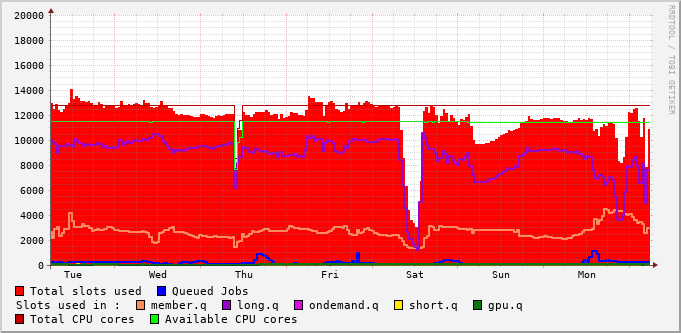 RRDTOOL / TOBI OETIKER
20000
18000
16000
14000
12000
10000
8000
6000
4000
2000
0
Tue Wed Thu Fri Sat Sun Mon
Total slots used Queued Jobs
Slots used in : member.q long.q ondemand.q short.q gpu.q
Total CPU cores Available CPU cores